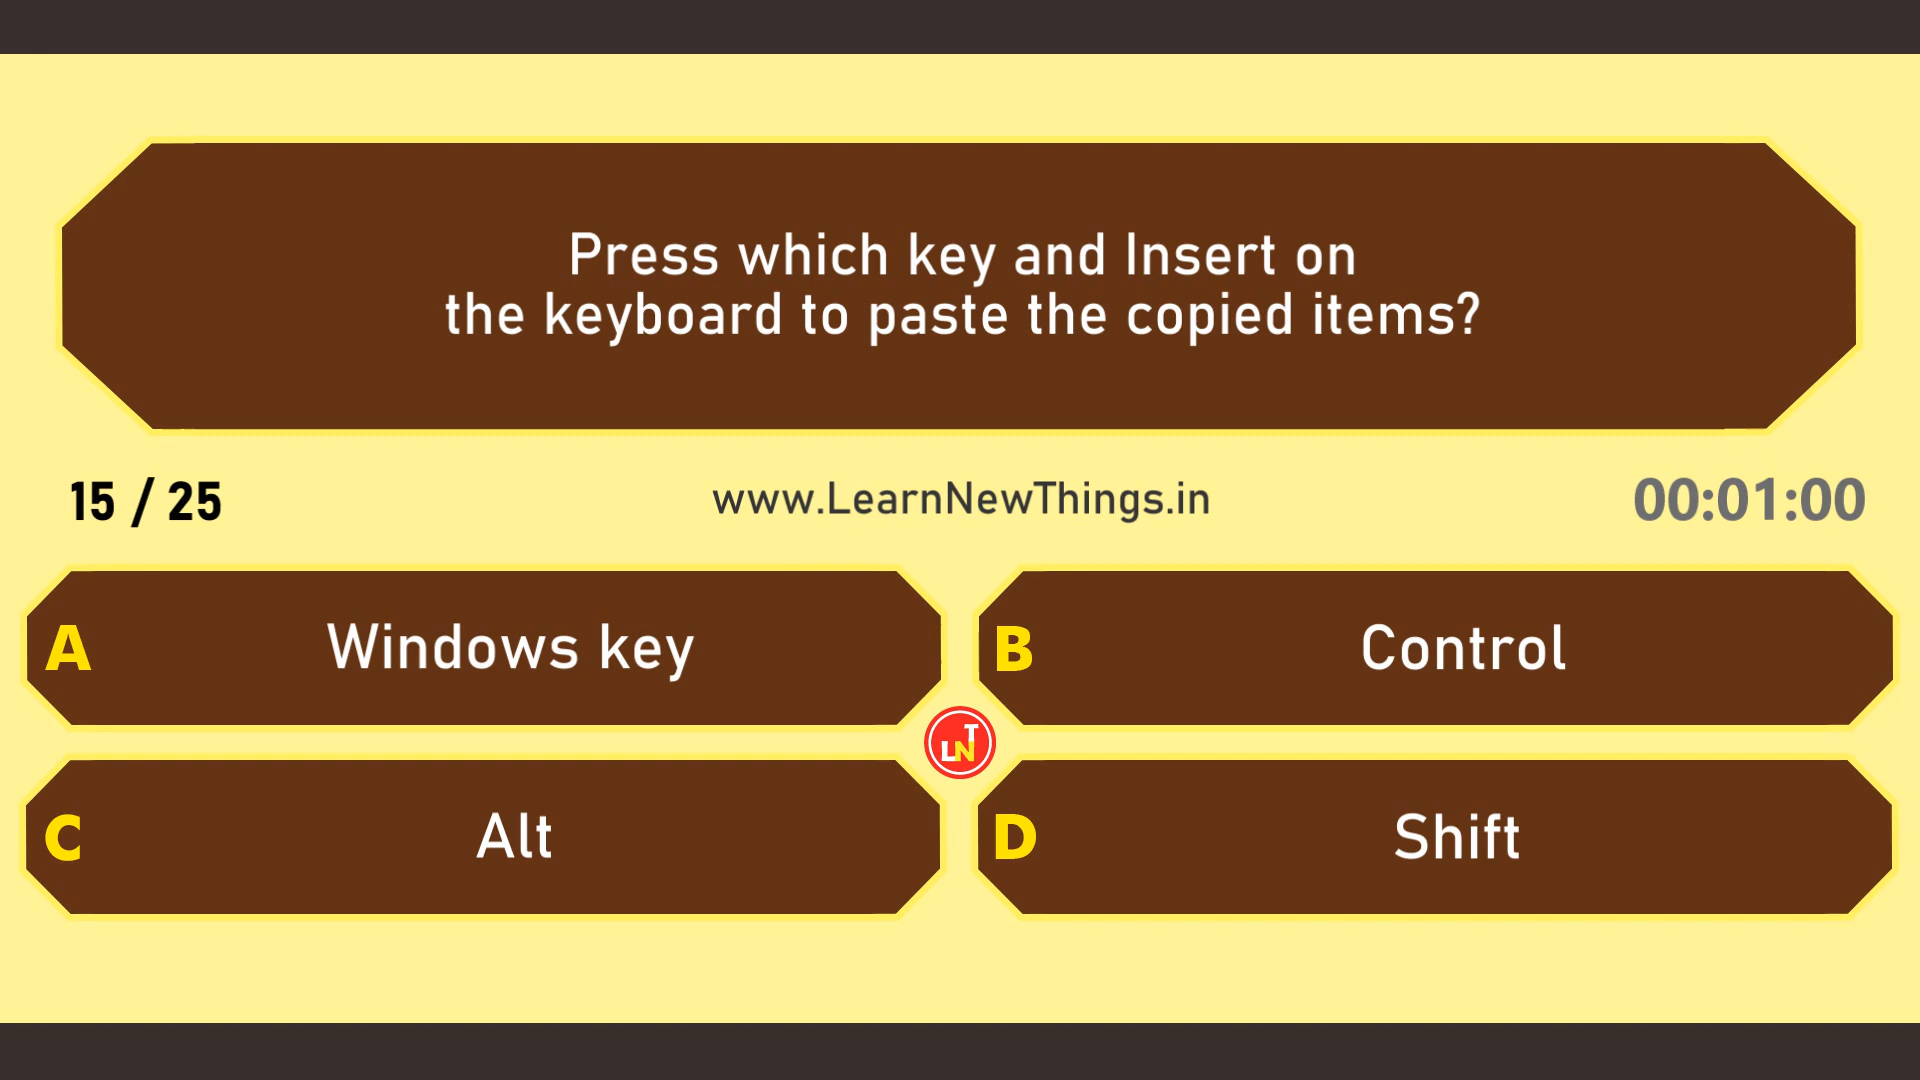 Press which key and Insert on
the keyboard to paste the copied items?
15 / 25
www.LearnNewThings.in
00:01:00
A Windows key
B Control
LNT
C Alt
D Shift